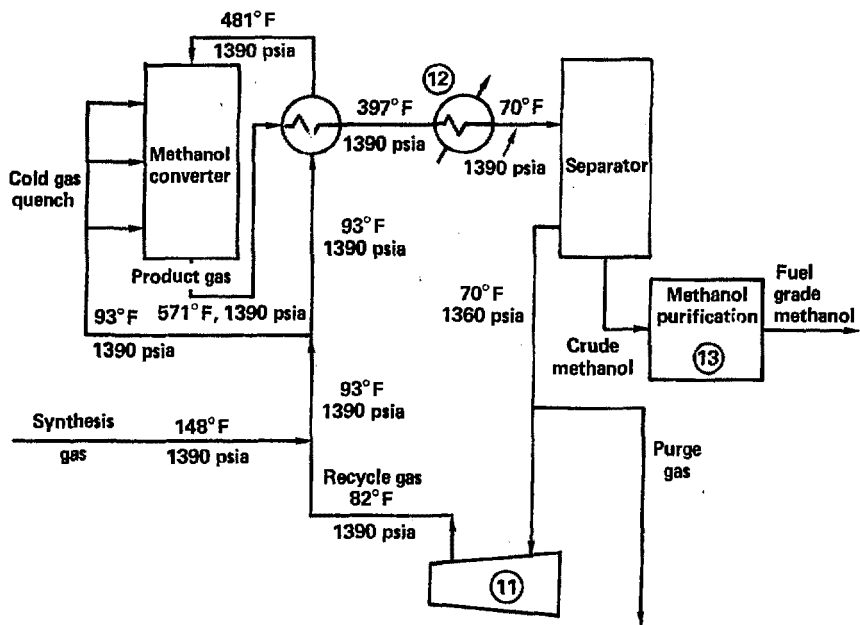 481°F
1390 psia
12
397°F
1390 psia
70°F
1390 psia
Methanol
converter
Separator
Cold gas
quench
93°F
1390 psia
Product gas
571°F, 1390 psia
93°F
1390 psia
70°F
1360 psia
Methanol
purification
13
Fuel
grade
methanol
Crude
methanol
93°F
1390 psia
Synthesis
gas
148°F
1390 psia
Recycle gas
82°F
1390 psia
Purge
gas
11